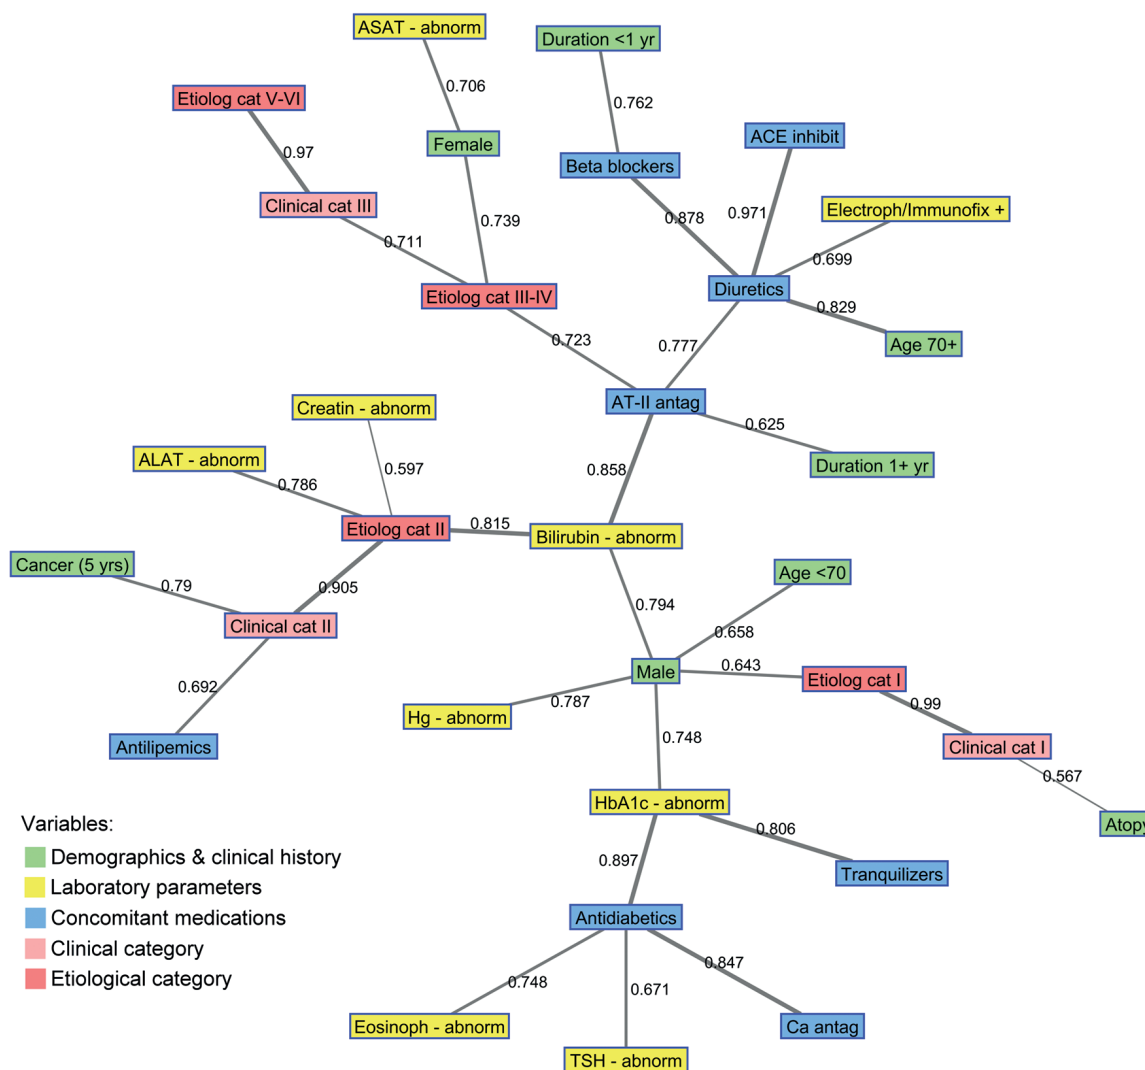 ASAT - abnorm
Duration <1 yr
0.706
0.762
Etiolog cat V-VI
ACE inhibit
Female
0.97
Beta blockers
Clinical cat III
Electroph/Immunofix +
0.878
0.971
0.739
0.711
0.699
Etiolog cat III-IV
Diuretics
0.829
0.723
0.777
Age 70+
Creatin - abnorm
AT-II antag
0.625
ALAT - abnorm
0.597
0.858
Duration 1+ yr
0.786
Etiolog cat II
0.815
Bilirubin - abnorm
Cancer (5 yrs)
0.79
0.905
Age <70
0.794
Clinical cat II
0.658
Male
0.643
Etiolog cat I
0.692
0.787
0.99
Hg - abnorm
0.748
Antilipemics
Clinical cat I
0.567
HbA1c - abnorm
Atopy
0.806
0.897
Tranquilizers
Antidiabetics
0.748
0.671
0.847
Eosinoph - abnorm
Ca antag
TSH - abnorm
Variables:
Demographics & clinical history
Laboratory parameters
Concomitant medications
Clinical category
Etiological category